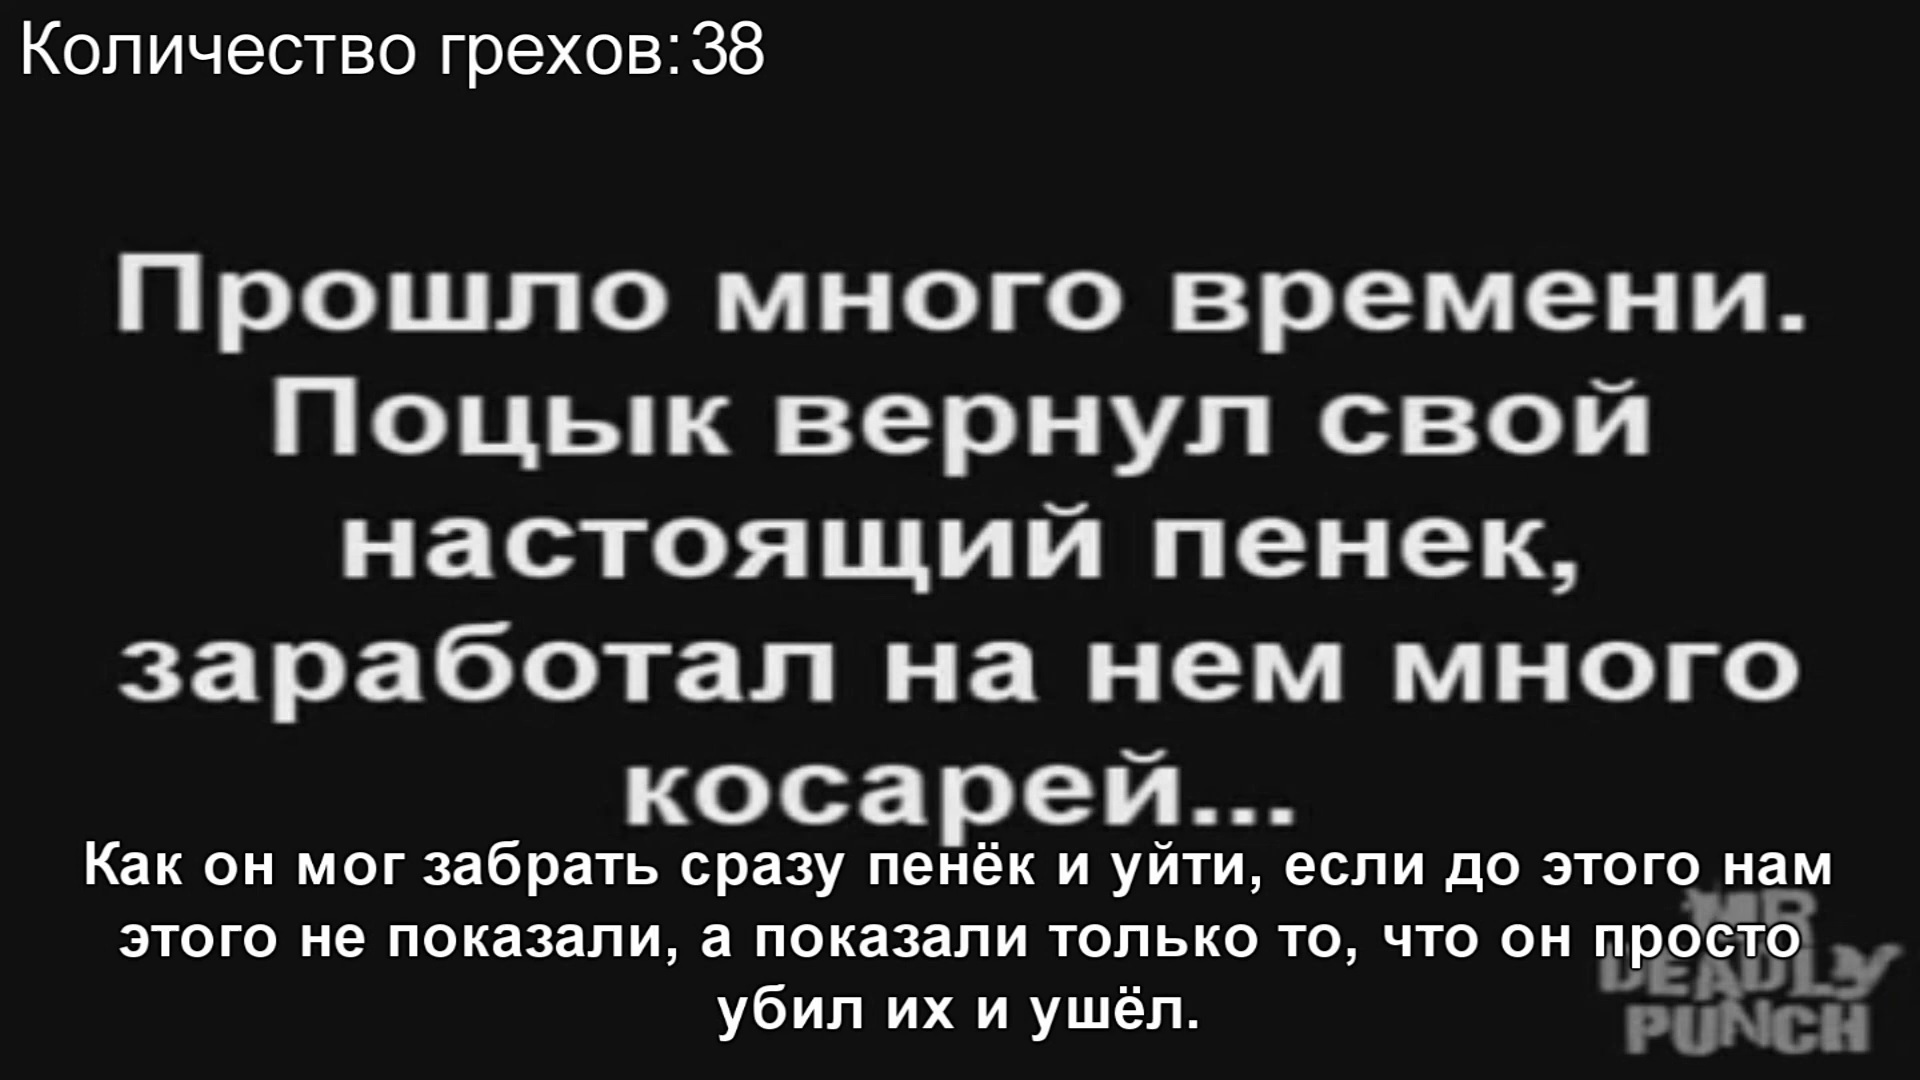 Количество грехов:38
Прошло много времени.
Поцык вернул свой
настоящий пенек,
заработал на нем много
косарей...
Как он мог забрать сразу пенёк и уйти, если до этого нам
этого не показали, а показали только то, что он просто
убил их и ушёл.
MR
DEADLY
PUNCH